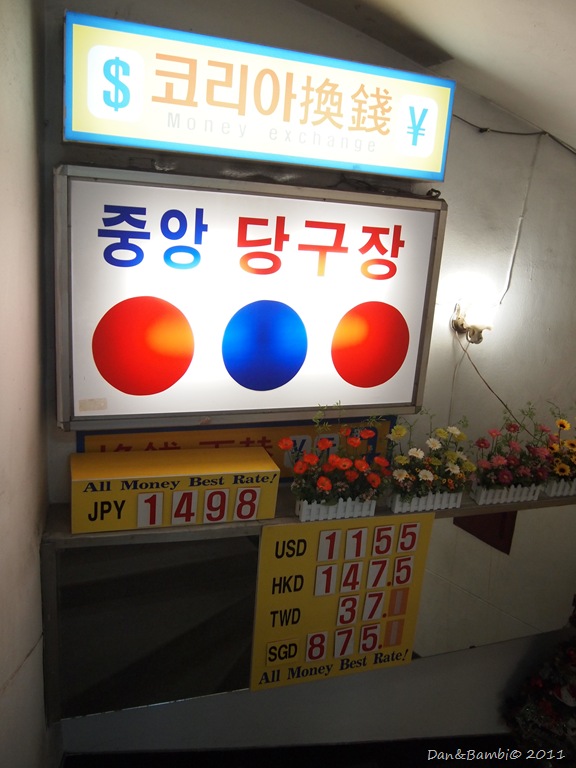 $ 코리아換錢 ¥
Money exchange
중앙 당구장
All Money Best Rate!
JPY 1498
USD 1155
HKD 147.5
TWD 37.
SGD 875.
All Money Best Rate!
Dan&Bambi© 2011